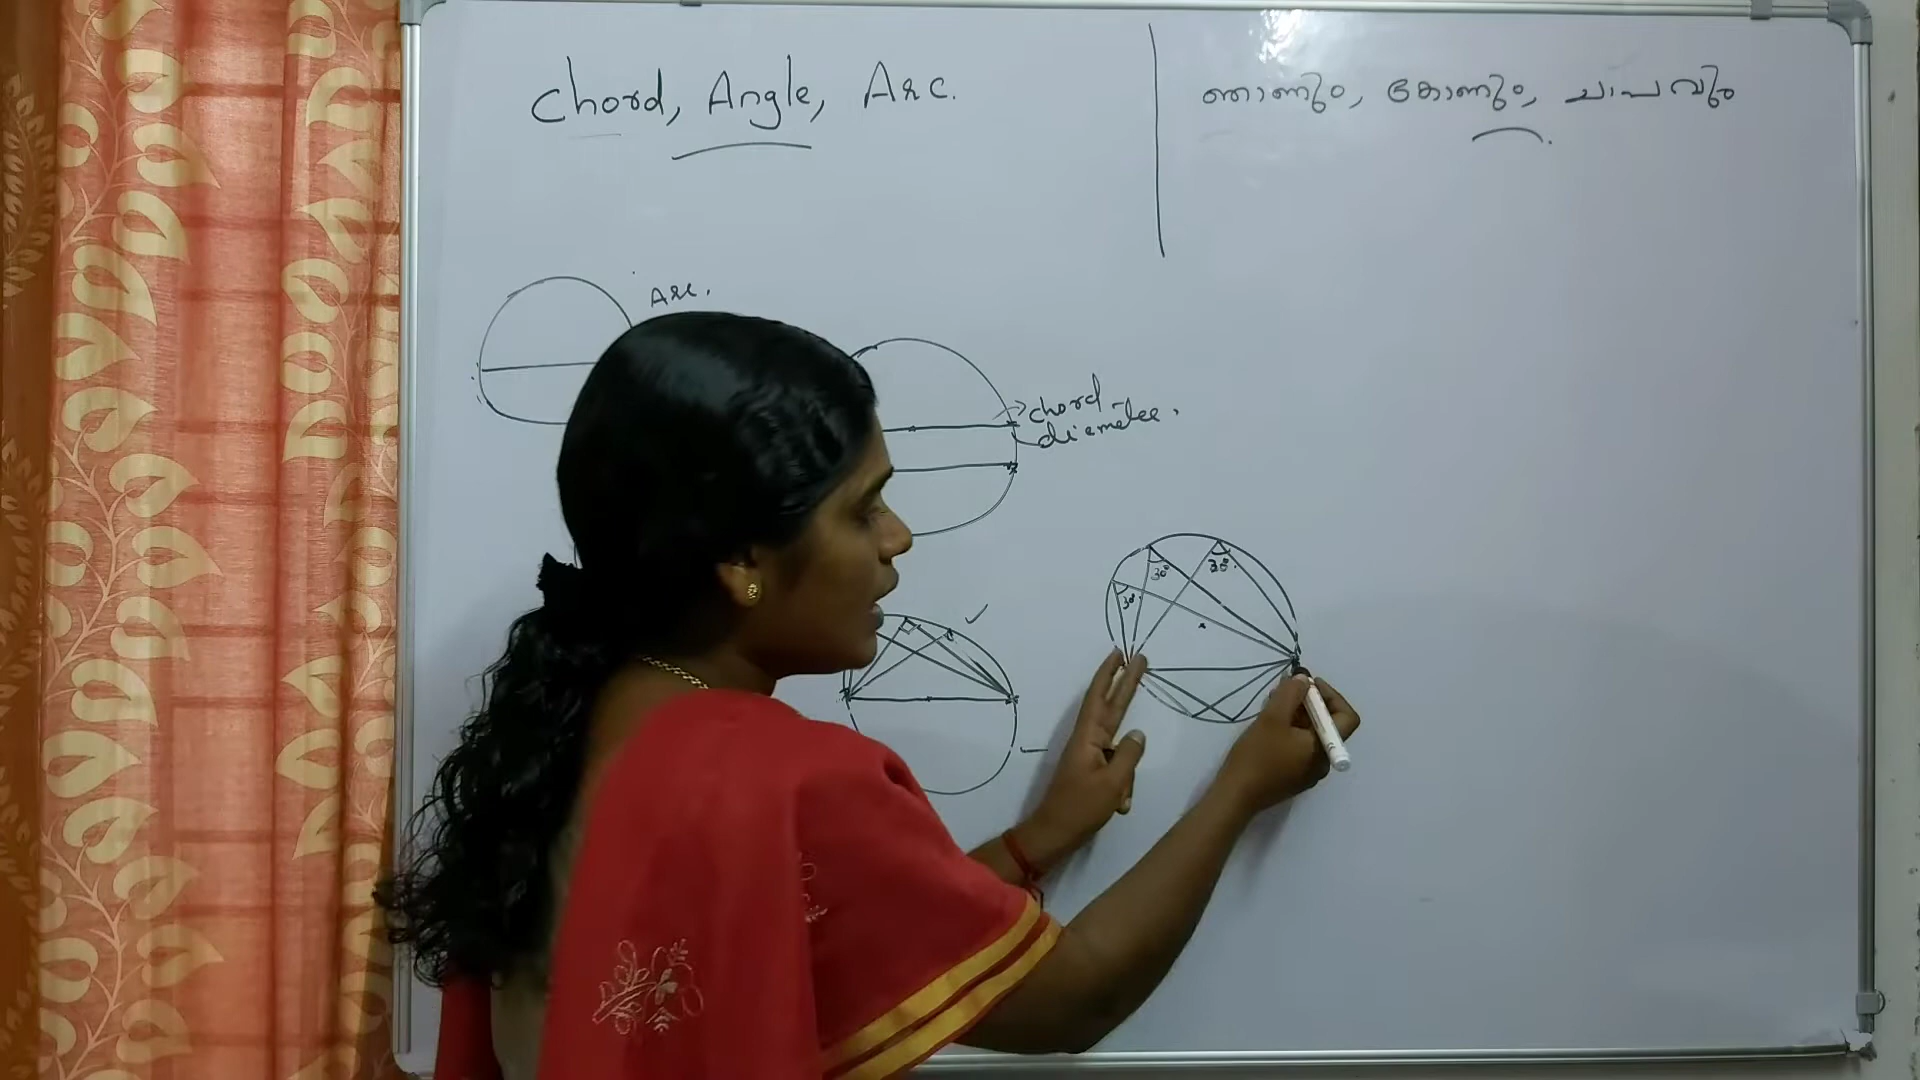 Chord, Angle, Arc.
ഞാണും, കോണും, ചാപവും
Arc.
chord
diameter.
30°
30°
30°.